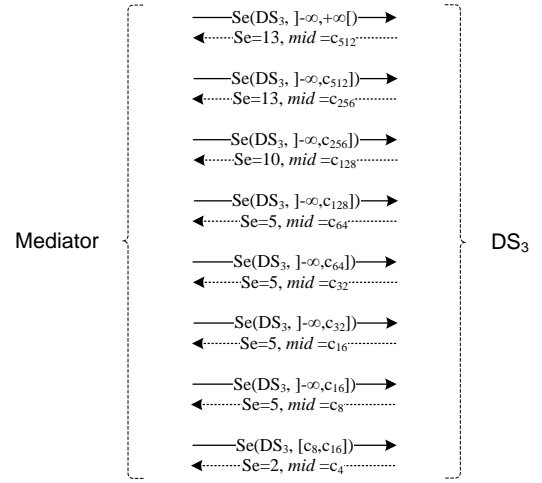 Se(DS₃, ]-∞,+∞[)
Se=13, mid =c₅₁₂
Se(DS₃, ]-∞,c₅₁₂])
Se=13, mid =c₂₅₆
Se(DS₃, ]-∞,c₂₅₆])
Se=10, mid =c₁₂₈
Se(DS₃, ]-∞,c₁₂₈])
Se=5, mid =c₆₄
Mediator
DS₃
Se(DS₃, ]-∞,c₆₄])
Se=5, mid =c₃₂
Se(DS₃, ]-∞,c₃₂])
Se=5, mid =c₁₆
Se(DS₃, ]-∞,c₁₆])
Se=5, mid =c₈
Se(DS₃, [c₈,c₁₆])
Se=2, mid =c₄